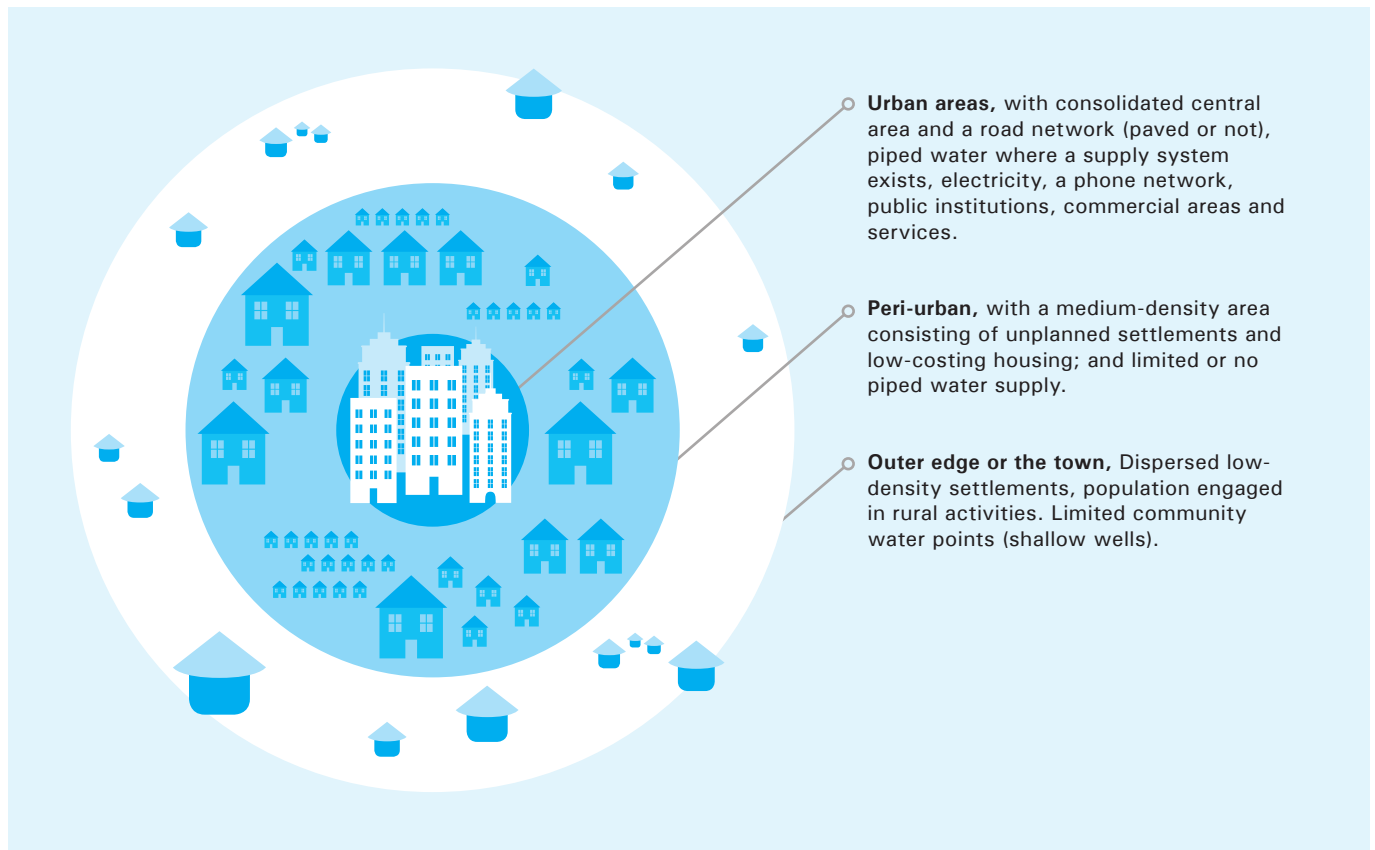 Urban areas, with consolidated central
area and a road network (paved or not),
piped water where a supply system
exists, electricity, a phone network,
public institutions, commercial areas and
services.
Peri-urban, with a medium-density area
consisting of unplanned settlements and
low-costing housing; and limited or no
piped water supply.
Outer edge or the town, Dispersed low-
density settlements, population engaged
in rural activities. Limited community
water points (shallow wells).